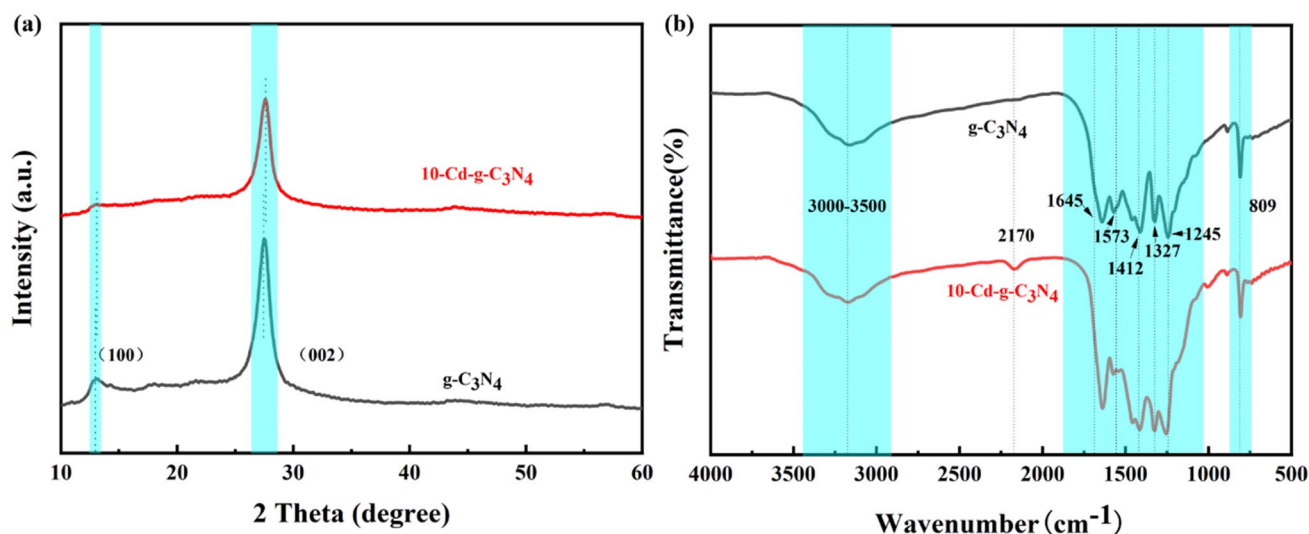 (a)
Intensity (a.u.)
10-Cd-g-C₃N₄
（100）
（002）
g-C₃N₄
10 20 30 40 50 60
2 Theta (degree)
(b)
Transmittance(%)
g-C₃N₄
3000-3500
2170
1645
1573
1412
1327
1245
809
10-Cd-g-C₃N₄
4000 3500 3000 2500 2000 1500 1000 500
Wavenumber（cm⁻¹)